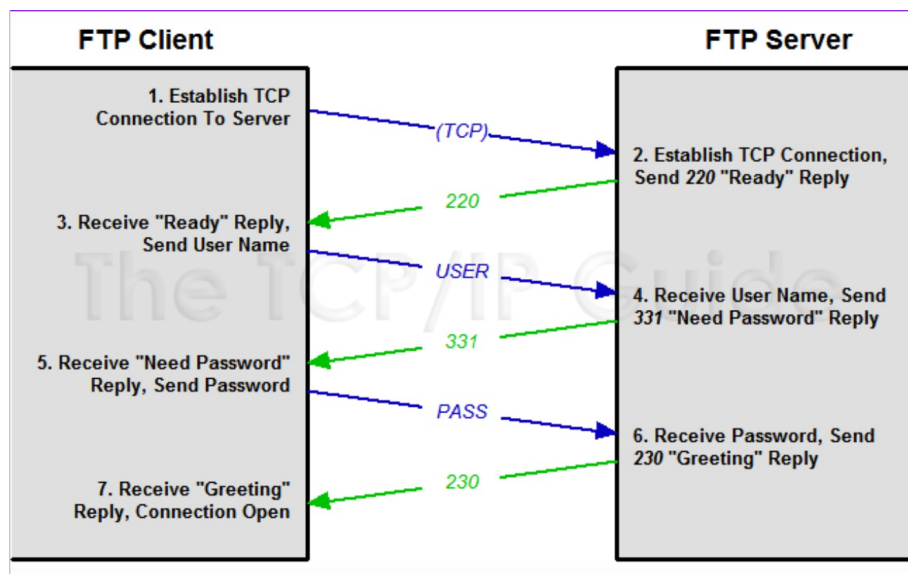 FTP Client
FTP Server
1. Establish TCP
Connection To Server
(TCP)
2. Establish TCP Connection,
Send 220 "Ready" Reply
220
3. Receive "Ready" Reply,
Send User Name
The TCP/IP Guide
USER
4. Receive User Name, Send
331 "Need Password" Reply
331
5. Receive "Need Password"
Reply, Send Password
PASS
6. Receive Password, Send
230 "Greeting" Reply
230
7. Receive "Greeting"
Reply, Connection Open